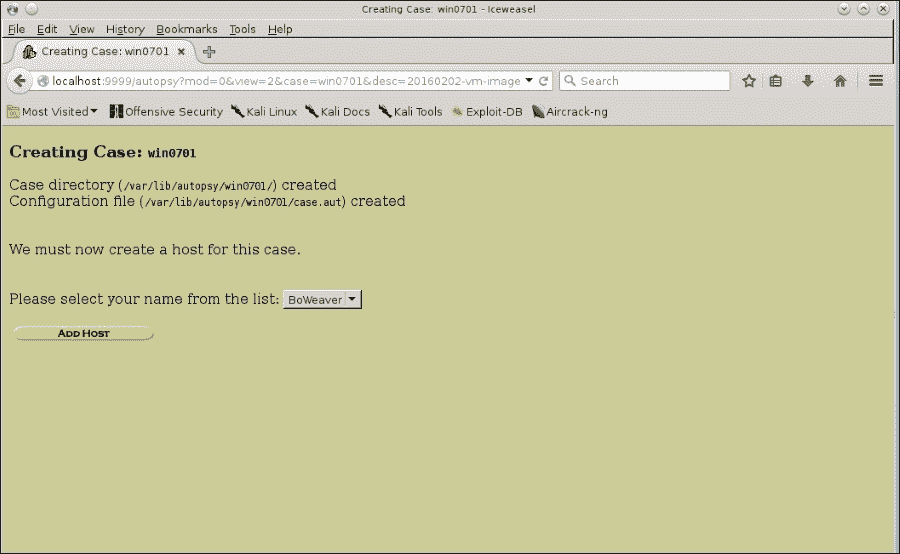 Creating Case: win0701 - Iceweasel
File Edit View History Bookmarks Tools Help
Creating Case: win0701
localhost:9999/autopsy?mod=0&view=2&case=win0701&desc=20160202-vm-image
Search
Most Visited
Offensive Security
Kali Linux
Kali Docs
Kali Tools
Exploit-DB
Aircrack-ng
Creating Case: win0701
Case directory (/var/lib/autopsy/win0701/) created
Configuration file (/var/lib/autopsy/win0701/case.aut) created
We must now create a host for this case.
Please select your name from the list: BoWeaver
ADD HOST